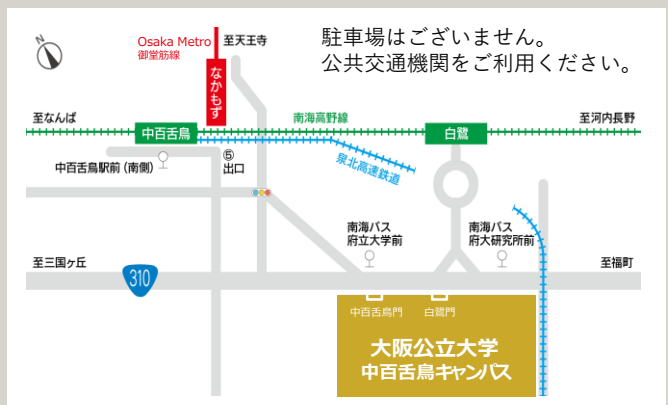 N
Osaka Metro
御堂筋線
至天王寺
駐車場はございません。
公共交通機関をご利用ください。
なかもず
至なんば
中百舌鳥
南海高野線
白鷺
至河内長野
中百舌鳥駅前(南側)
⑤
出口
泉北高速鉄道
南海バス
府立大学前
南海バス
府大研究所前
至三国ヶ丘
310
至福町
中百舌鳥門
白鷺門
大阪公立大学
中百舌鳥キャンパス